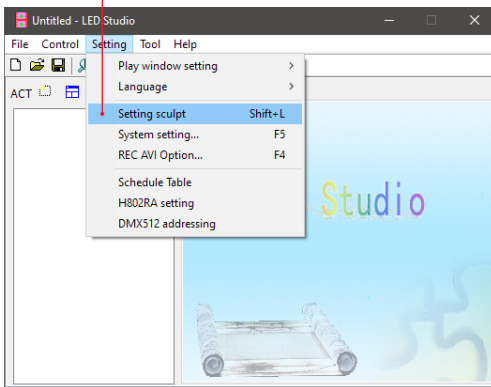 Untitled - LED Studio
File Control Setting Tool Help
ACT
Play window setting
Language
Setting sculpt Shift+L
System setting... F5
REC AVI Option... F4
Schedule Table
H802RA setting
DMX512 addressing
Studio